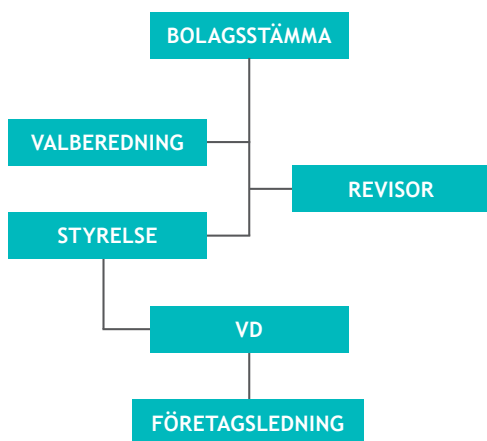 BOLAGSSTÄMMA
VALBEREDNING
REVISOR
STYRELSE
VD
FÖRETAGSLEDNING